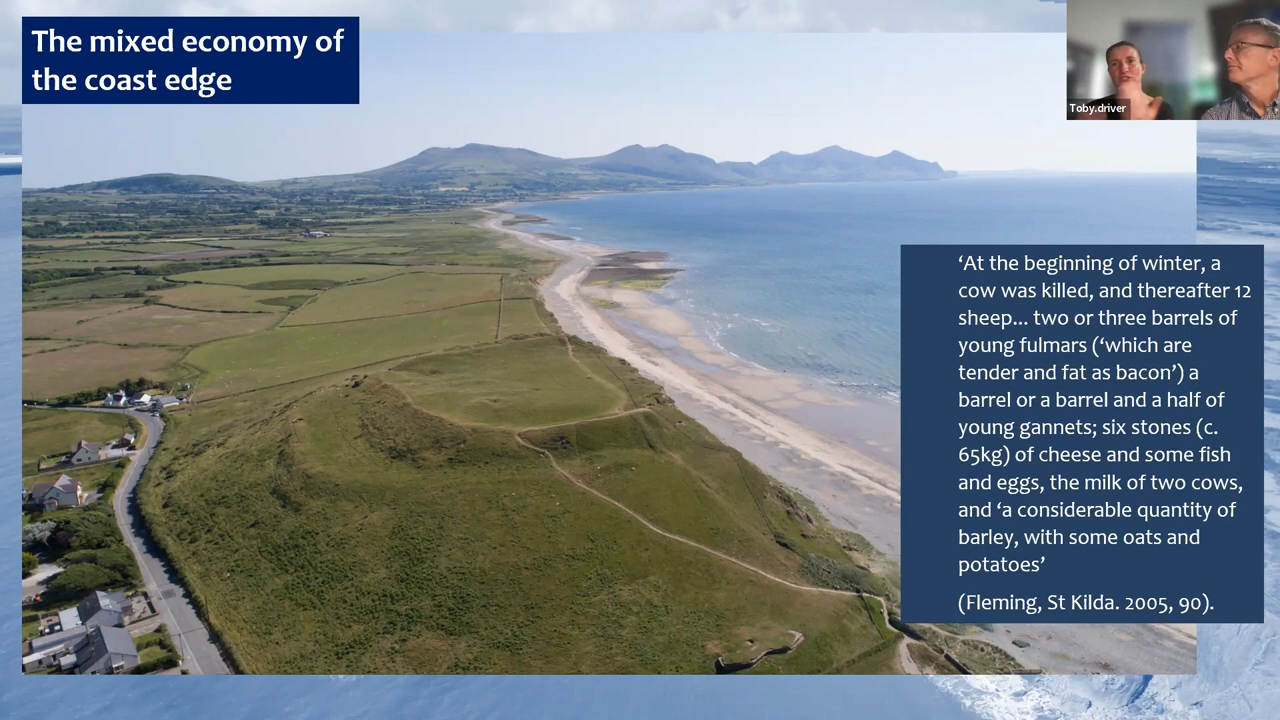 The mixed economy of
the coast edge
Toby.driver
‘At the beginning of winter, a
cow was killed, and thereafter 12
sheep... two or three barrels of
young fulmars (‘which are
tender and fat as bacon’) a
barrel or a barrel and a half of
young gannets; six stones (c.
65kg) of cheese and some fish
and eggs, the milk of two cows,
and ‘a considerable quantity of
barley, with some oats and
potatoes’
(Fleming, St Kilda. 2005, 90).